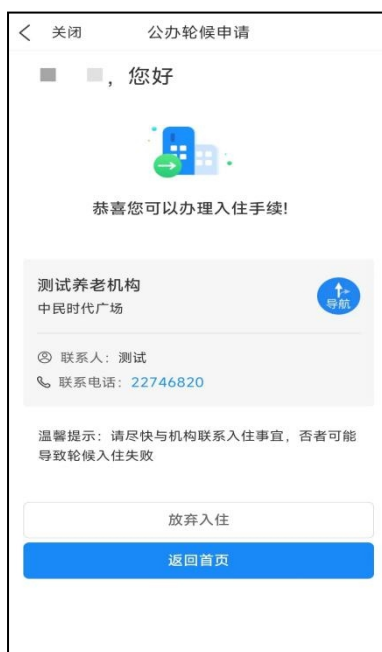 关闭 公办轮候申请
，您好
恭喜您可以办理入住手续!
测试养老机构
中民时代广场
导航
联系人：测试
联系电话：22746820
温馨提示：请尽快与机构联系入住事宜，否者可能
导致轮候入住失败
放弃入住
返回首页